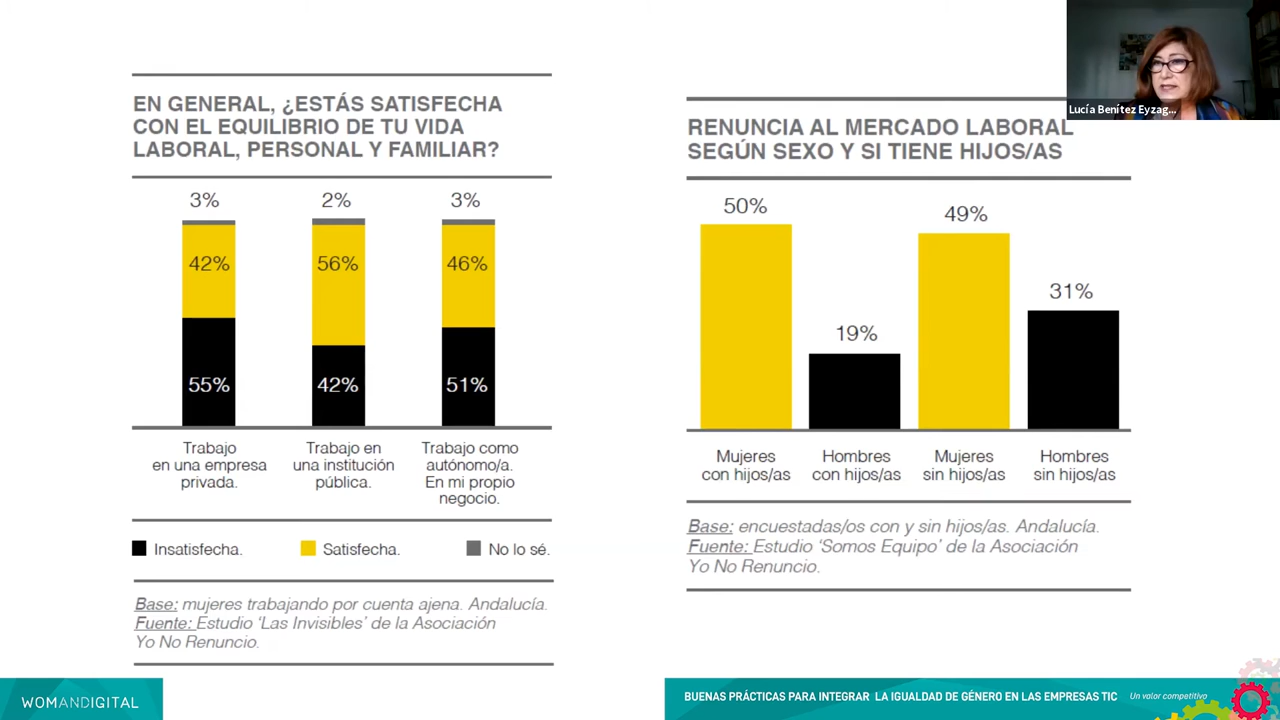 EN GENERAL, ¿ESTÁS SATISFECHA
CON EL EQUILIBRIO DE TU VIDA
LABORAL, PERSONAL Y FAMILIAR?
3%
2%
3%
42%
56%
46%
55%
42%
51%
Trabajo
en una empresa
privada.
Trabajo en
una institución
pública.
Trabajo como
autónomo/a.
En mi propio
negocio.
Insatisfecha.
Satisfecha.
No lo sé.
Base: mujeres trabajando por cuenta ajena. Andalucía.
Fuente: Estudio ‘Las Invisibles’ de la Asociación
Yo No Renuncio.
Lucía Benítez Eyzag...
RENUNCIA AL MERCADO LABORAL
SEGÚN SEXO Y SI TIENE HIJOS/AS
50%
19%
49%
31%
Mujeres
con hijos/as
Hombres
con hijos/as
Mujeres
sin hijos/as
Hombres
sin hijos/as
Base: encuestadas/os con y sin hijos/as. Andalucía.
Fuente: Estudio ‘Somos Equipo’ de la Asociación
Yo No Renuncio.
WOMANDIGITAL
BUENAS PRÁCTICAS PARA INTEGRAR LA IGUALDAD DE GÉNERO EN LAS EMPRESAS TIC
Un valor competitivo